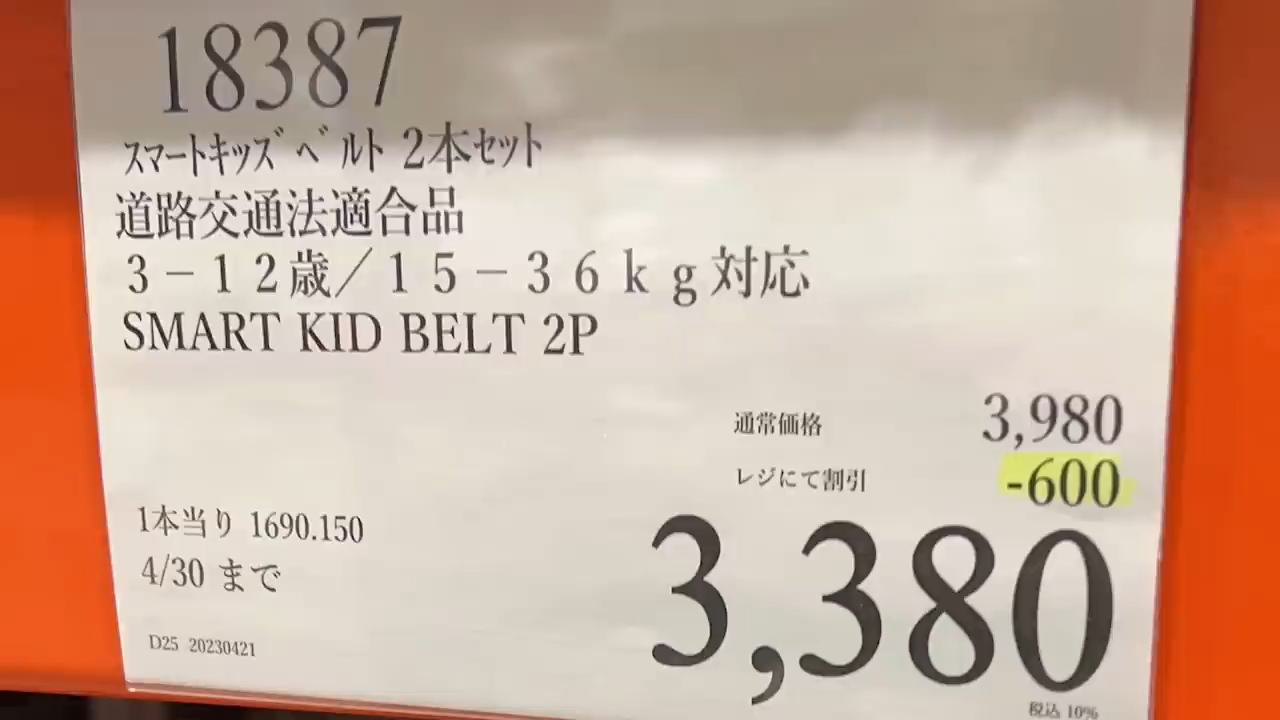 18387
スマートキッズベルト 2本セット
道路交通法適合品
3-12歳/15-36kg対応
SMART KID BELT 2P
通常価格 3,980
レジにて割引 -600
3,380
1本当り 1690.150
4/30 まで
D25 20230421
税込 10%